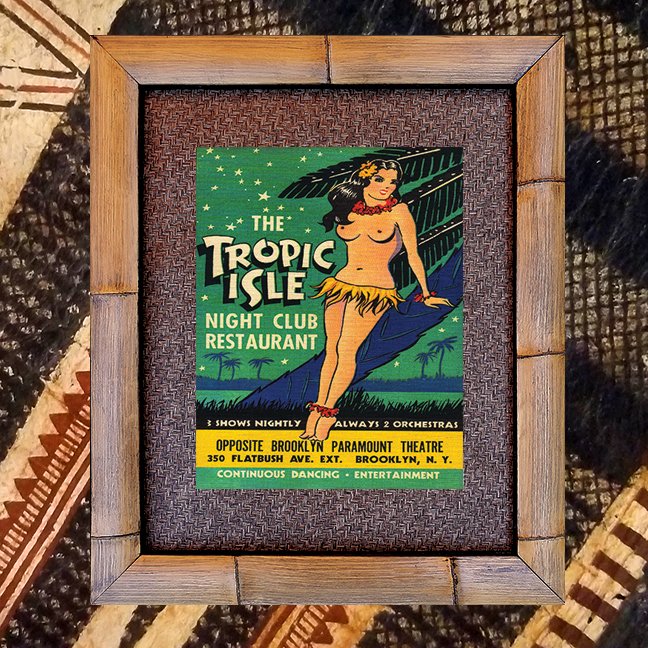 THE
TROPIC
ISLE
NIGHT CLUB
RESTAURANT
3 SHOWS NIGHTLY ALWAYS 2 ORCHESTRAS
OPPOSITE BROOKLYN PARAMOUNT THEATRE
350 FLATBUSH AVE. EXT. BROOKLYN, N. Y.
CONTINUOUS DANCING • ENTERTAINMENT